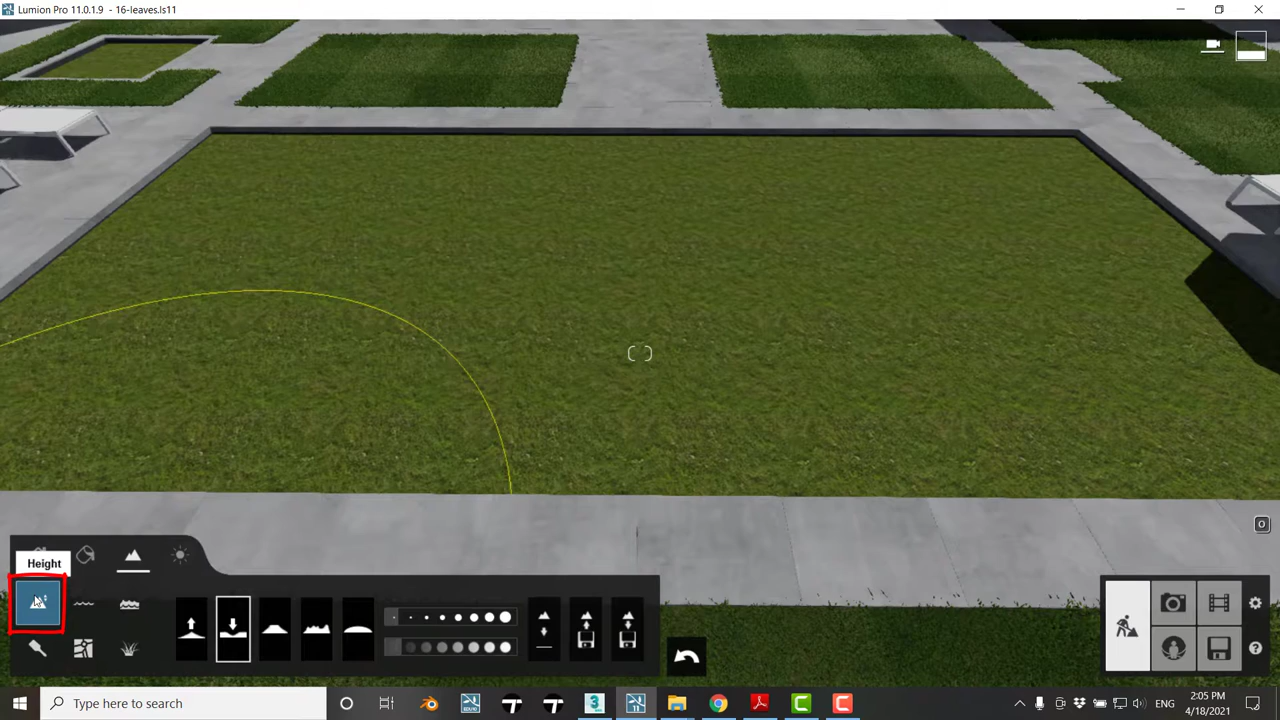 Lumion Pro 11.0.1.9 - 16-leaves.ls11
O
Height
Type here to search
11
ENG
2:05 PM
4/18/2021